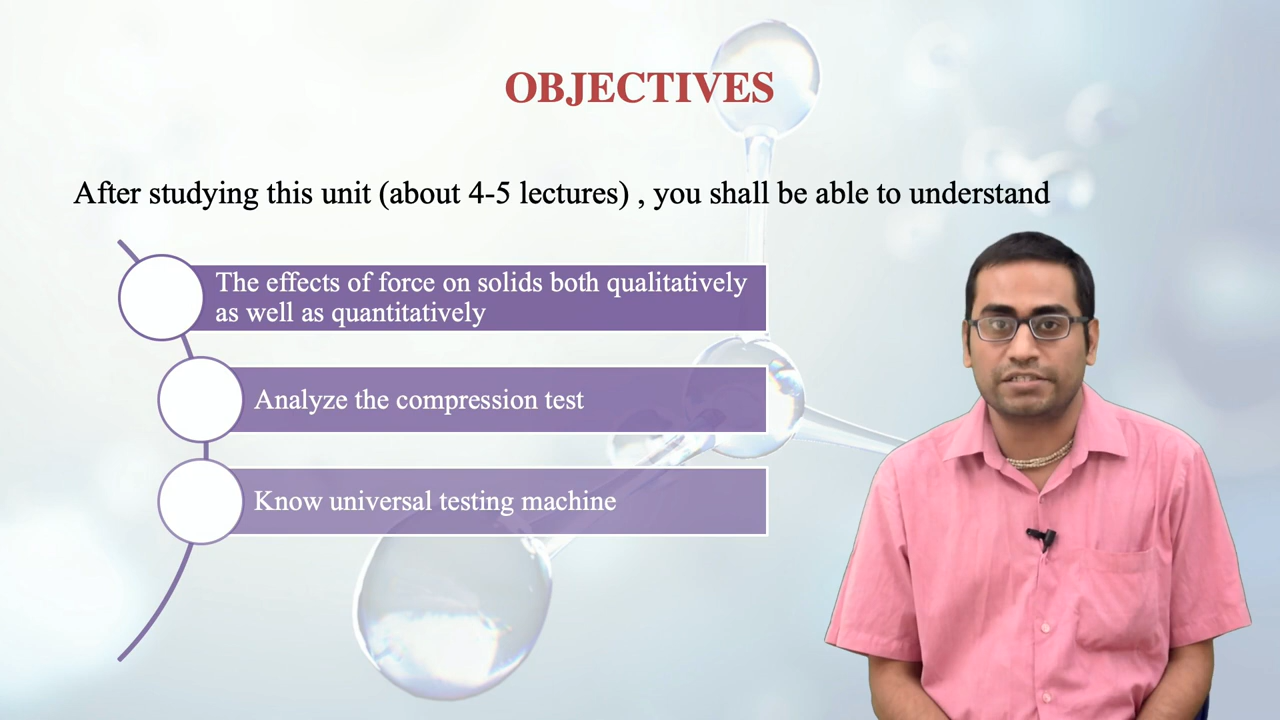 OBJECTIVES
After studying this unit (about 4-5 lectures) , you shall be able to understand
The effects of force on solids both qualitatively
as well as quantitatively
Analyze the compression test
Know universal testing machine